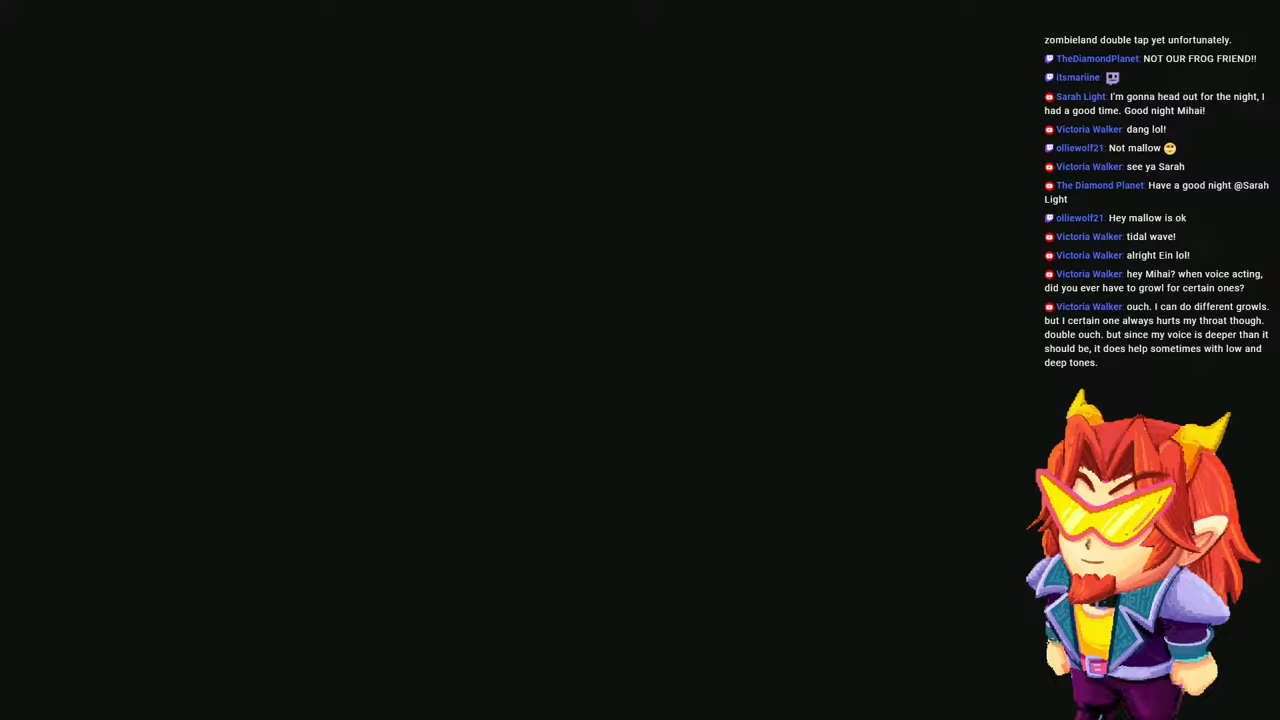 zombieland double tap yet unfortunately.
TheDiamondPlanet: NOT OUR FROG FRIEND!!
itsmariine:
Sarah Light: I'm gonna head out for the night, I
had a good time. Good night Mihai!
Victoria Walker: dang lol!
olliewolf21: Not mallow
Victoria Walker: see ya Sarah
The Diamond Planet: Have a good night @Sarah
Light
olliewolf21: Hey mallow is ok
Victoria Walker: tidal wave!
Victoria Walker: alright Ein lol!
Victoria Walker: hey Mihai? when voice acting,
did you ever have to growl for certain ones?
Victoria Walker: ouch. I can do different growls.
but I certain one always hurts my throat though.
double ouch. but since my voice is deeper than it
should be, it does help sometimes with low and
deep tones.